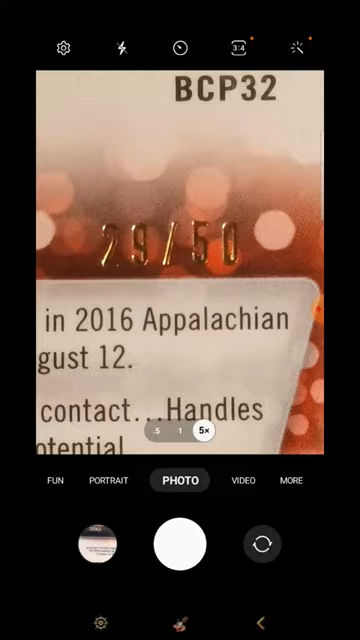 3:4
BCP32
29/50
in 2016 Appalachian
gust 12.
contact...Handles
otential
.5 1 5×
FUN PORTRAIT PHOTO VIDEO MORE